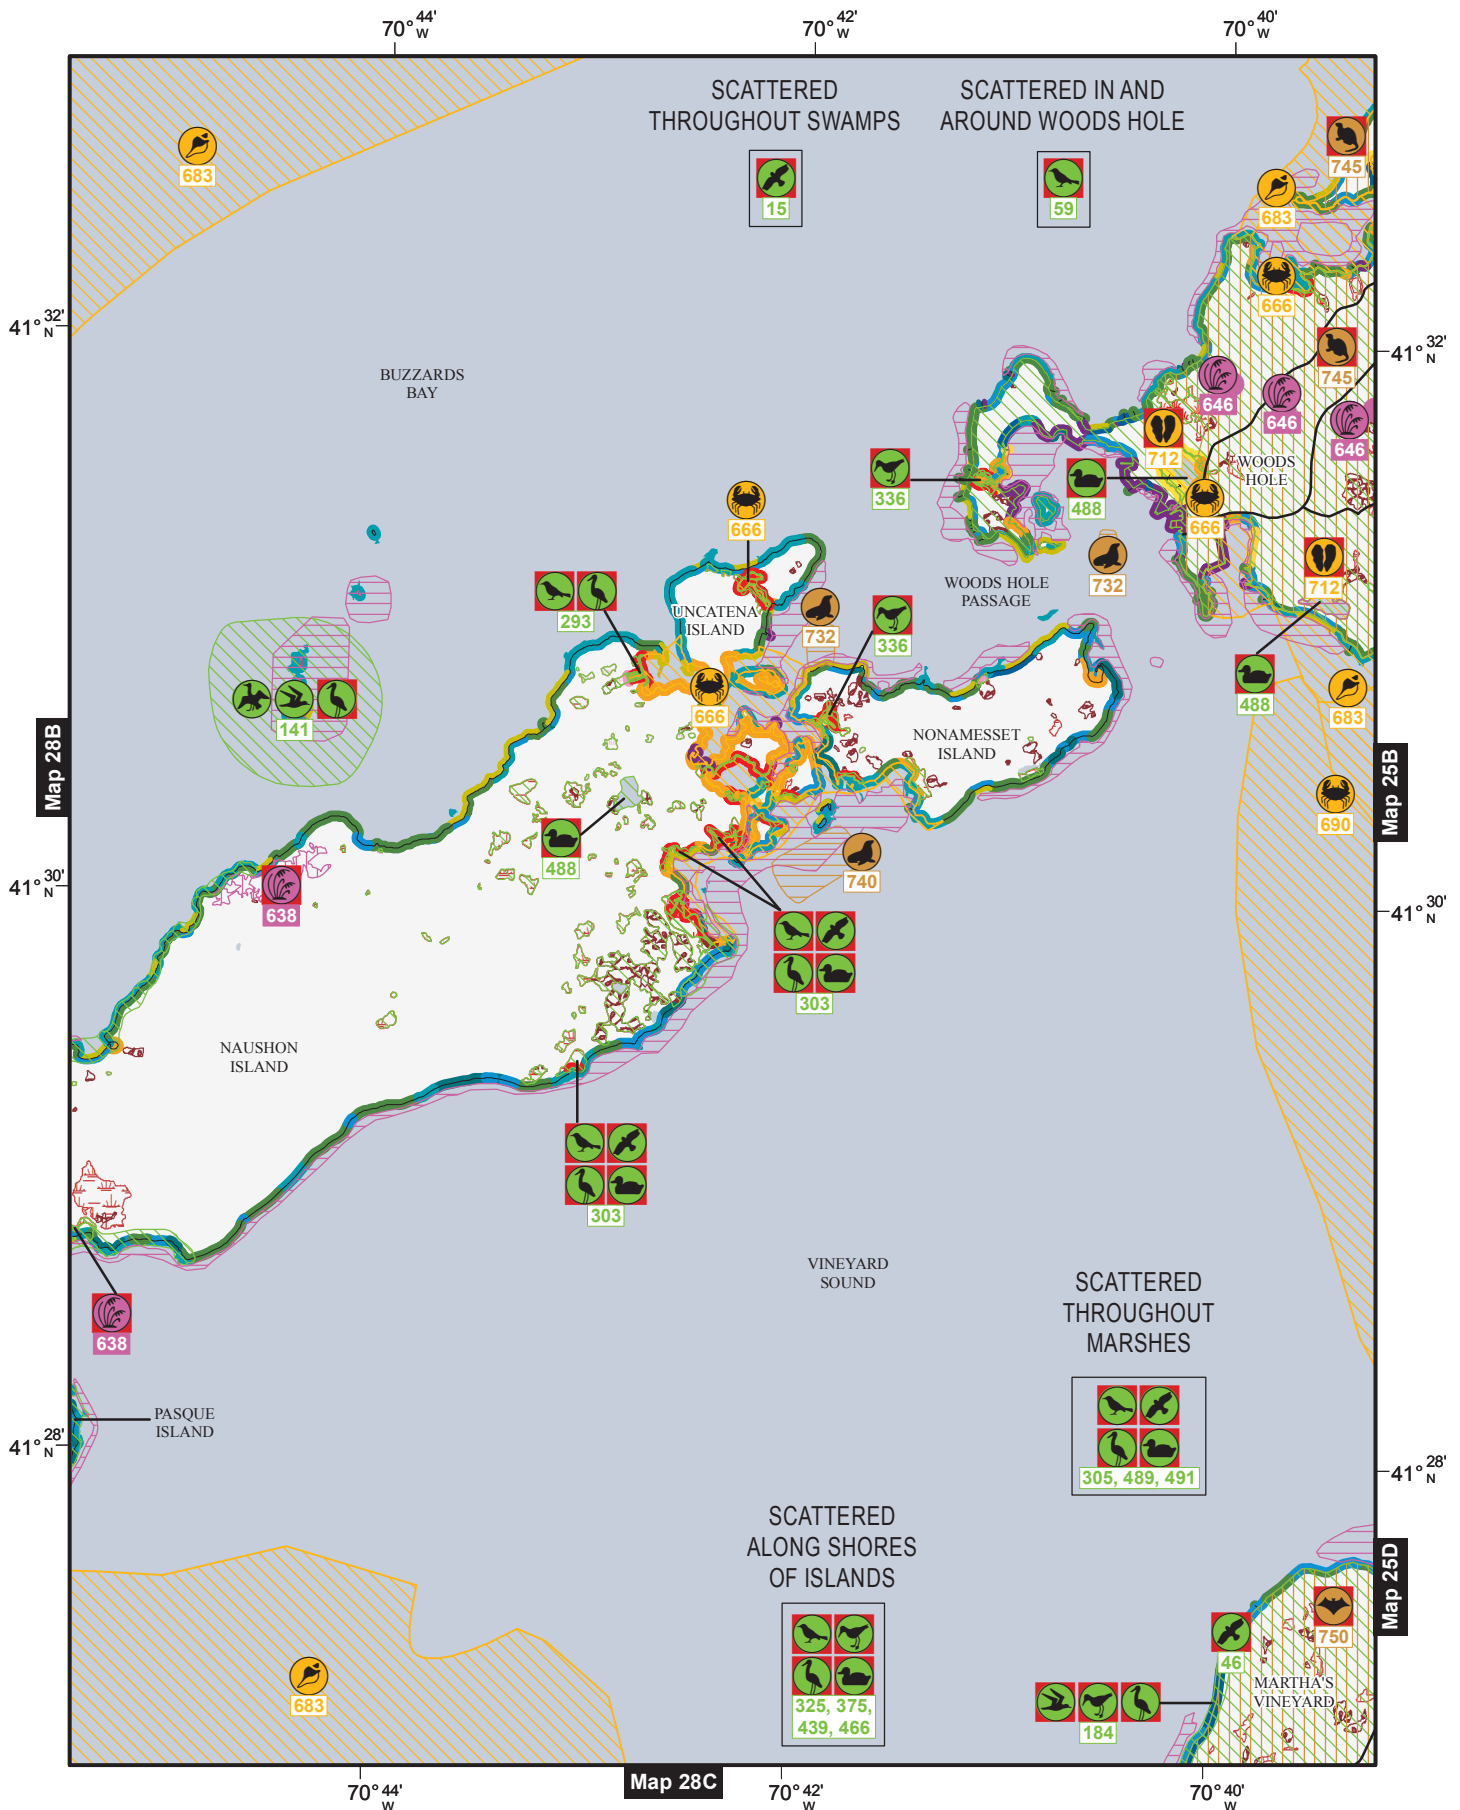 70° 44' W
70° 42' W
70° 40' W
SCATTERED
THROUGHOUT SWAMPS
15
SCATTERED IN AND
AROUND WOODS HOLE
59
683
745
683
666
41° 32' N
41° 32' N
745
BUZZARDS
BAY
646
646
646
712
WOODS
HOLE
336
488
666
666
712
732
WOODS HOLE
PASSAGE
293
UNCATENA
ISLAND
732
336
488
683
141
666
NONAMESSET
ISLAND
Map 28B
Map 25B
690
488
740
41° 30' N
41° 30' N
638
303
NAUSHON
ISLAND
303
VINEYARD
SOUND
SCATTERED
THROUGHOUT
MARSHES
305, 489, 491
638
PASQUE
ISLAND
41° 28' N
41° 28' N
SCATTERED
ALONG SHORES
OF ISLANDS
325, 375,
439, 466
Map 25D
750
46
683
MARTHA'S
VINEYARD
184
Map 28C
70° 44' W
70° 42' W
70° 40' W